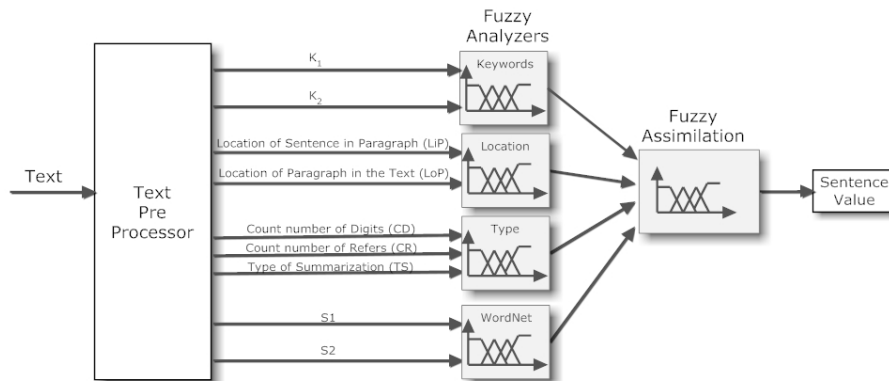 Fuzzy
Analyzers
Keywords
K1
K2
Fuzzy
Assimilation
Location of Sentence in Paragraph (LiP)
Location
Location of Paragraph in the Text (LoP)
Text
Text
Pre
Processor
Sentence
Value
Count number of Digits (CD)
Type
Count number of Refers (CR)
Type of Summarization (TS)
S1
WordNet
S2